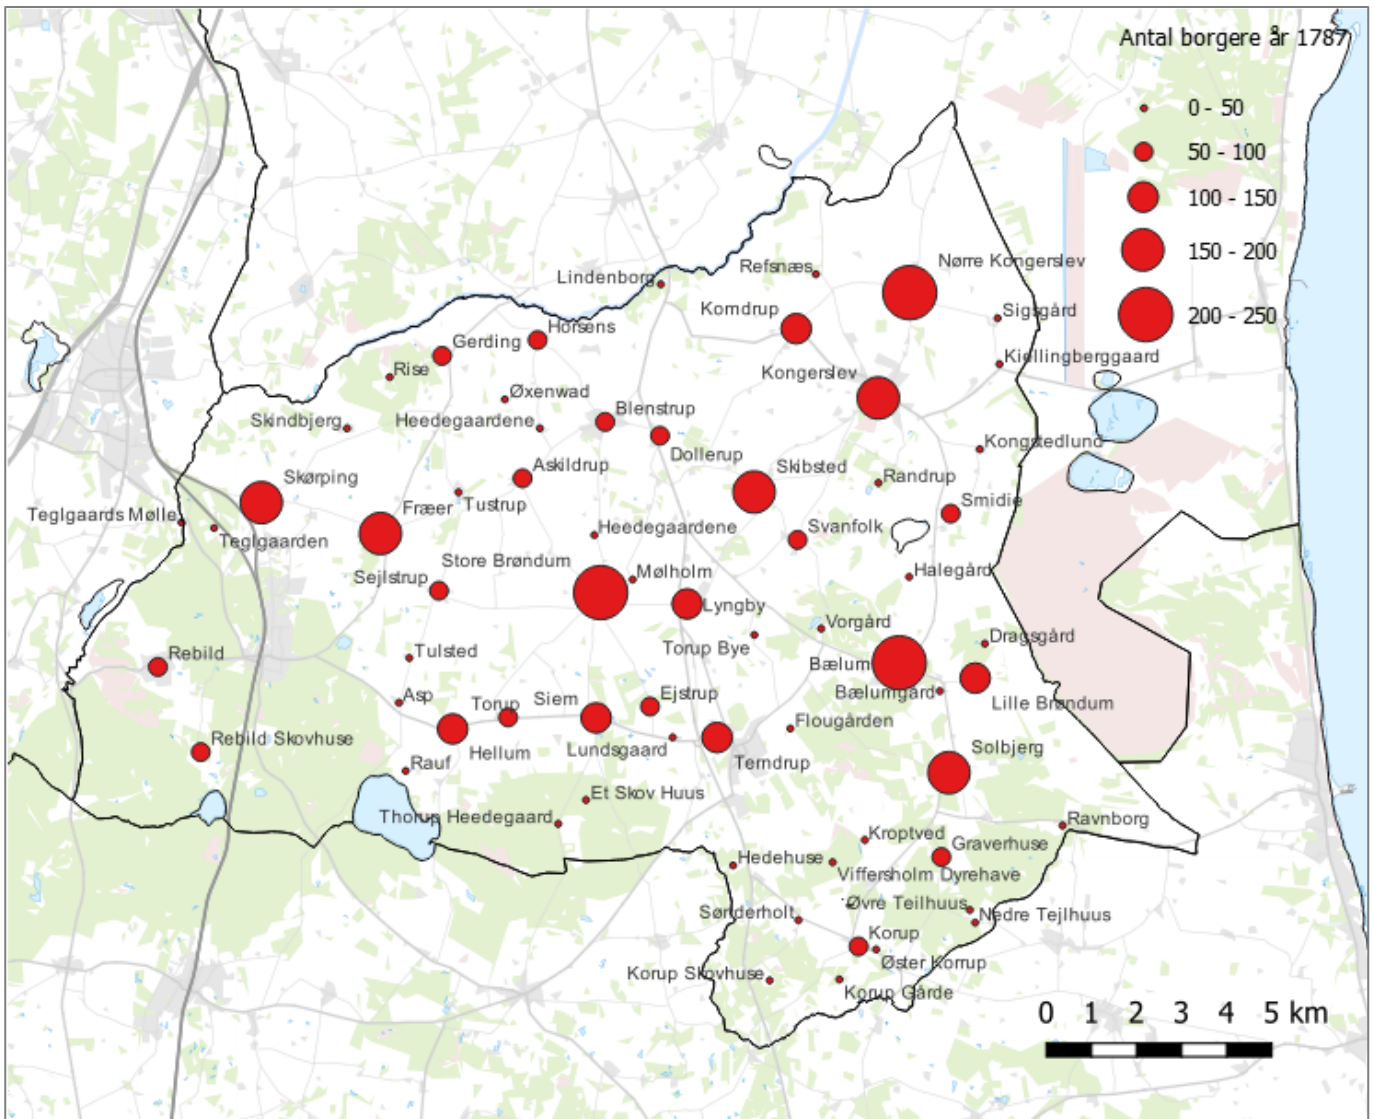 Antal borgere år 1787
0 - 50
50 - 100
100 - 150
150 - 200
200 - 250
Nørre Kongerslev
Refsnæs
Lindenborg
Komdrup
Sigsgård
Horsens
Gerding
Kiellingberggaard
Rise
Kongerslev
Øxenwad
Blenstrup
Skindbjerg
Heedegaardene
Kongstedlund
Dollerup
Askildrup
Skibsted
Skørping
Randrup
Tustrup
Smidie
Fræer
Teglgaards Mølle
Heedegaardene
Svanfolk
Teglgaarden
Store Brøndum
Halegård
Mølholm
Sejlstrup
Lyngby
Vorgård
Dragsgård
Torup Bye
Rebild
Tulsted
Bælum
Bælumgård
Ejstrup
Asp
Torup
Siem
Lille Brøndum
Flougården
Rebild Skovhuse
Hellum
Lundsgaard
Terndrup
Solbjerg
Rauf
Et Skov Huus
Thorup Heedegaard
Ravnborg
Kroptved
Graverhuse
Hedehuse
Viffersholm Dyrehave
Øvre Teilhuus
Sønderholt
Nedre Tejlhuus
Korup
Øster Korrup
Korup Skovhuse
Korup Gårde
0 1 2 3 4 5 km